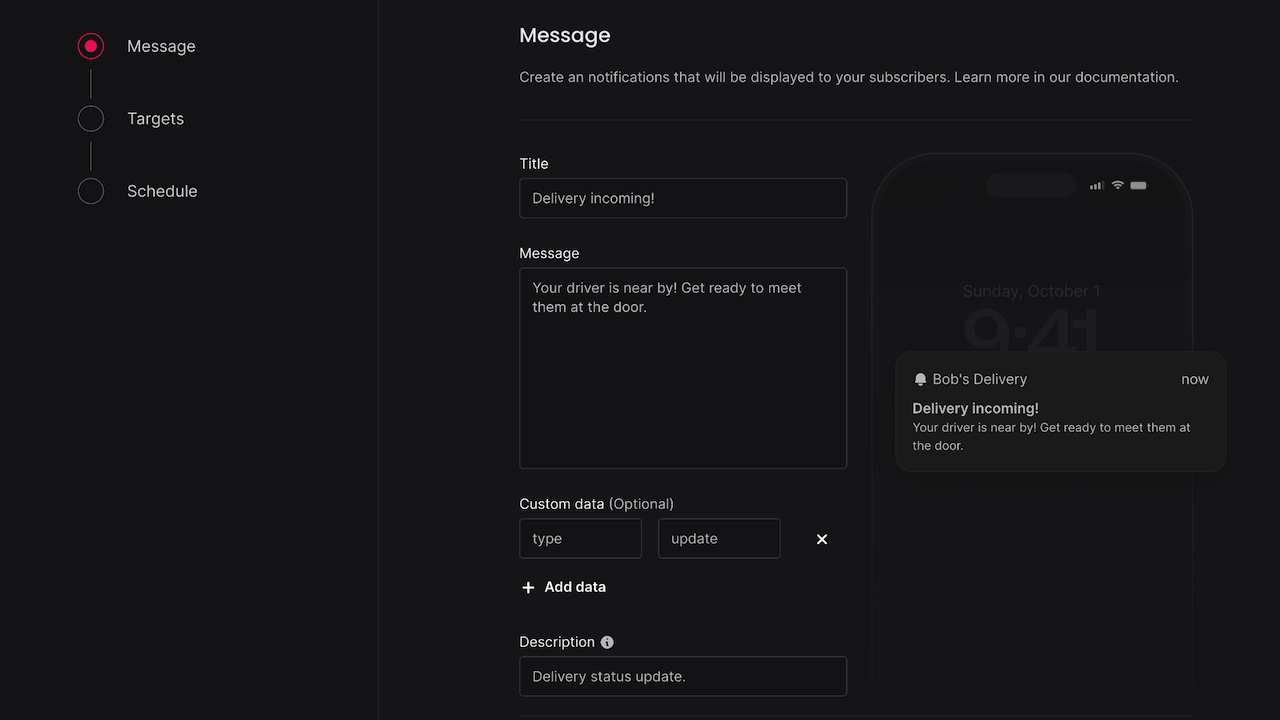 Message
Targets
Schedule
Message
Create an notifications that will be displayed to your subscribers. Learn more in our documentation.
Title
Delivery incoming!
Message
Your driver is near by! Get ready to meet
them at the door.
Custom data (Optional)
type
update
Add data
Description
Delivery status update.
Sunday, October 1
9:41
Bob's Delivery
now
Delivery incoming!
Your driver is near by! Get ready to meet them at
the door.